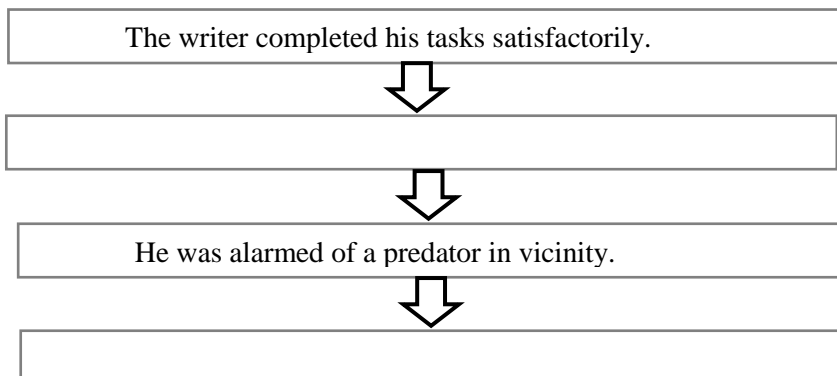 The writer completed his tasks satisfactorily.
He was alarmed of a predator in vicinity.